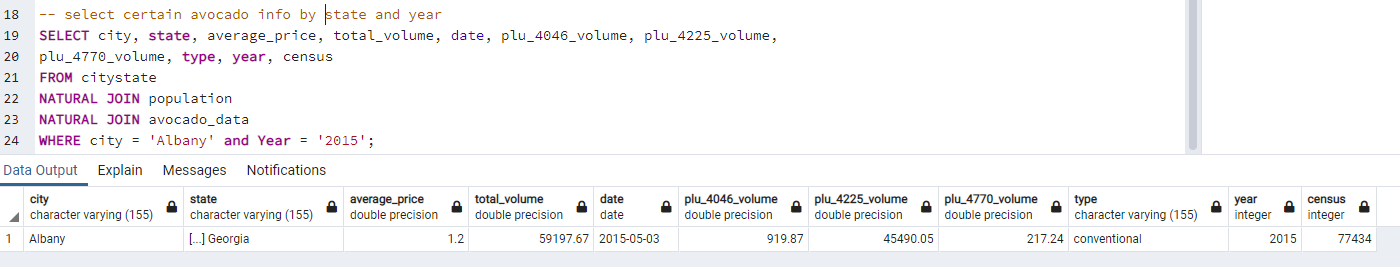 18 -- select certain avocado info by state and year
19 SELECT city, state, average_price, total_volume, date, plu_4046_volume, plu_4225_volume,
20 plu_4770_volume, type, year, census
21 FROM citystate
22 NATURAL JOIN population
23 NATURAL JOIN avocado_data
24 WHERE city = 'Albany' and Year = '2015';
Data Output Explain Messages Notifications
city state average_price total_volume date plu_4046_volume plu_4225_volume plu_4770_volume type year census
character varying (155) character varying (155) double precision double precision date double precision double precision double precision character varying (155) integer integer
1 Albany [...] Georgia 1.2 59197.67 2015-05-03 919.87 45490.05 217.24 conventional 2015 77434